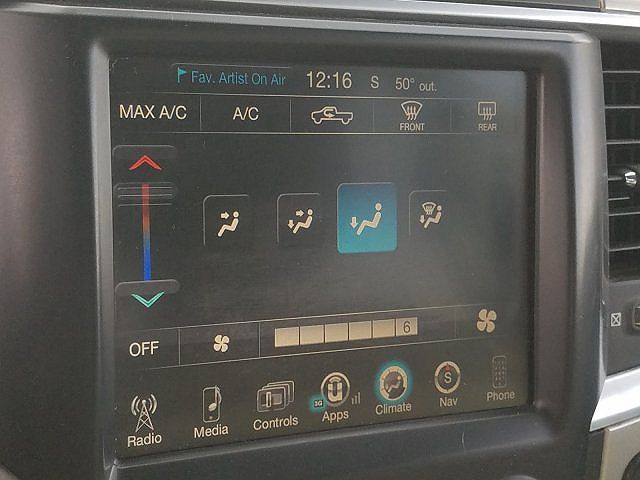 Fav. Artist On Air 12:16 S 50° out.
MAX A/C A/C FRONT REAR
OFF 6
Radio Media Controls 3G Apps Climate S Nav Phone